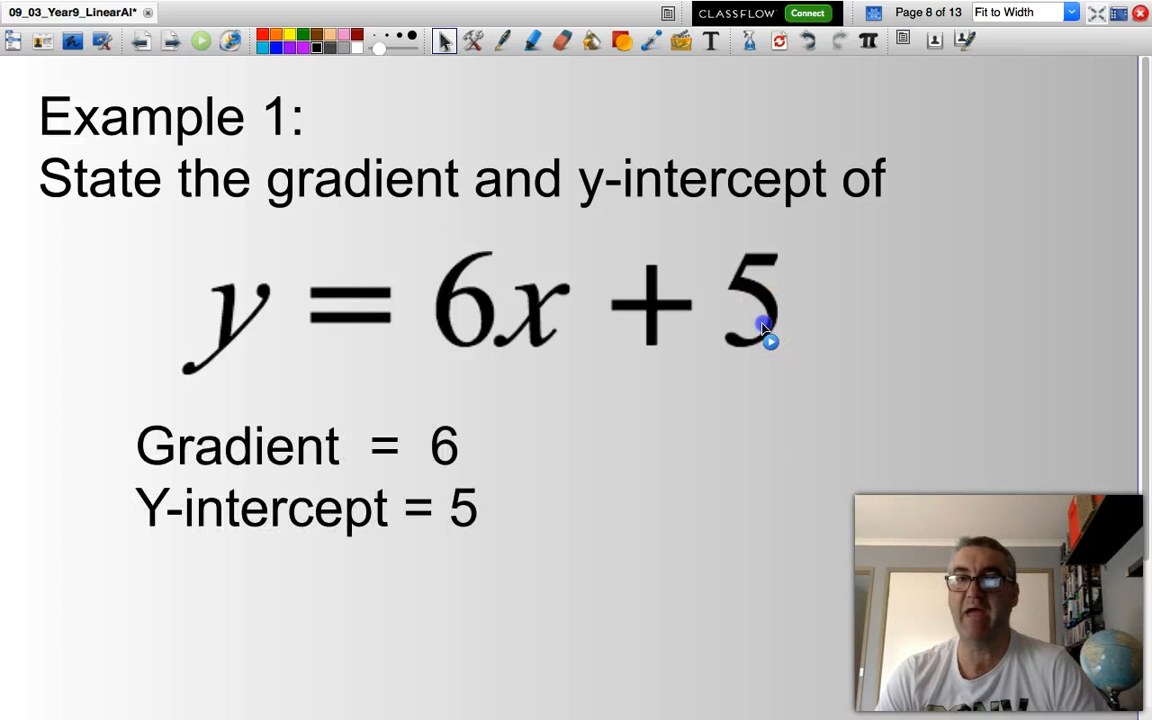 09_03_Year9_LinearAl*
CLASSFLOW Connect
Page 8 of 13
Fit to Width
Example 1:
State the gradient and y-intercept of
y = 6x + 5
Gradient = 6
Y-intercept = 5